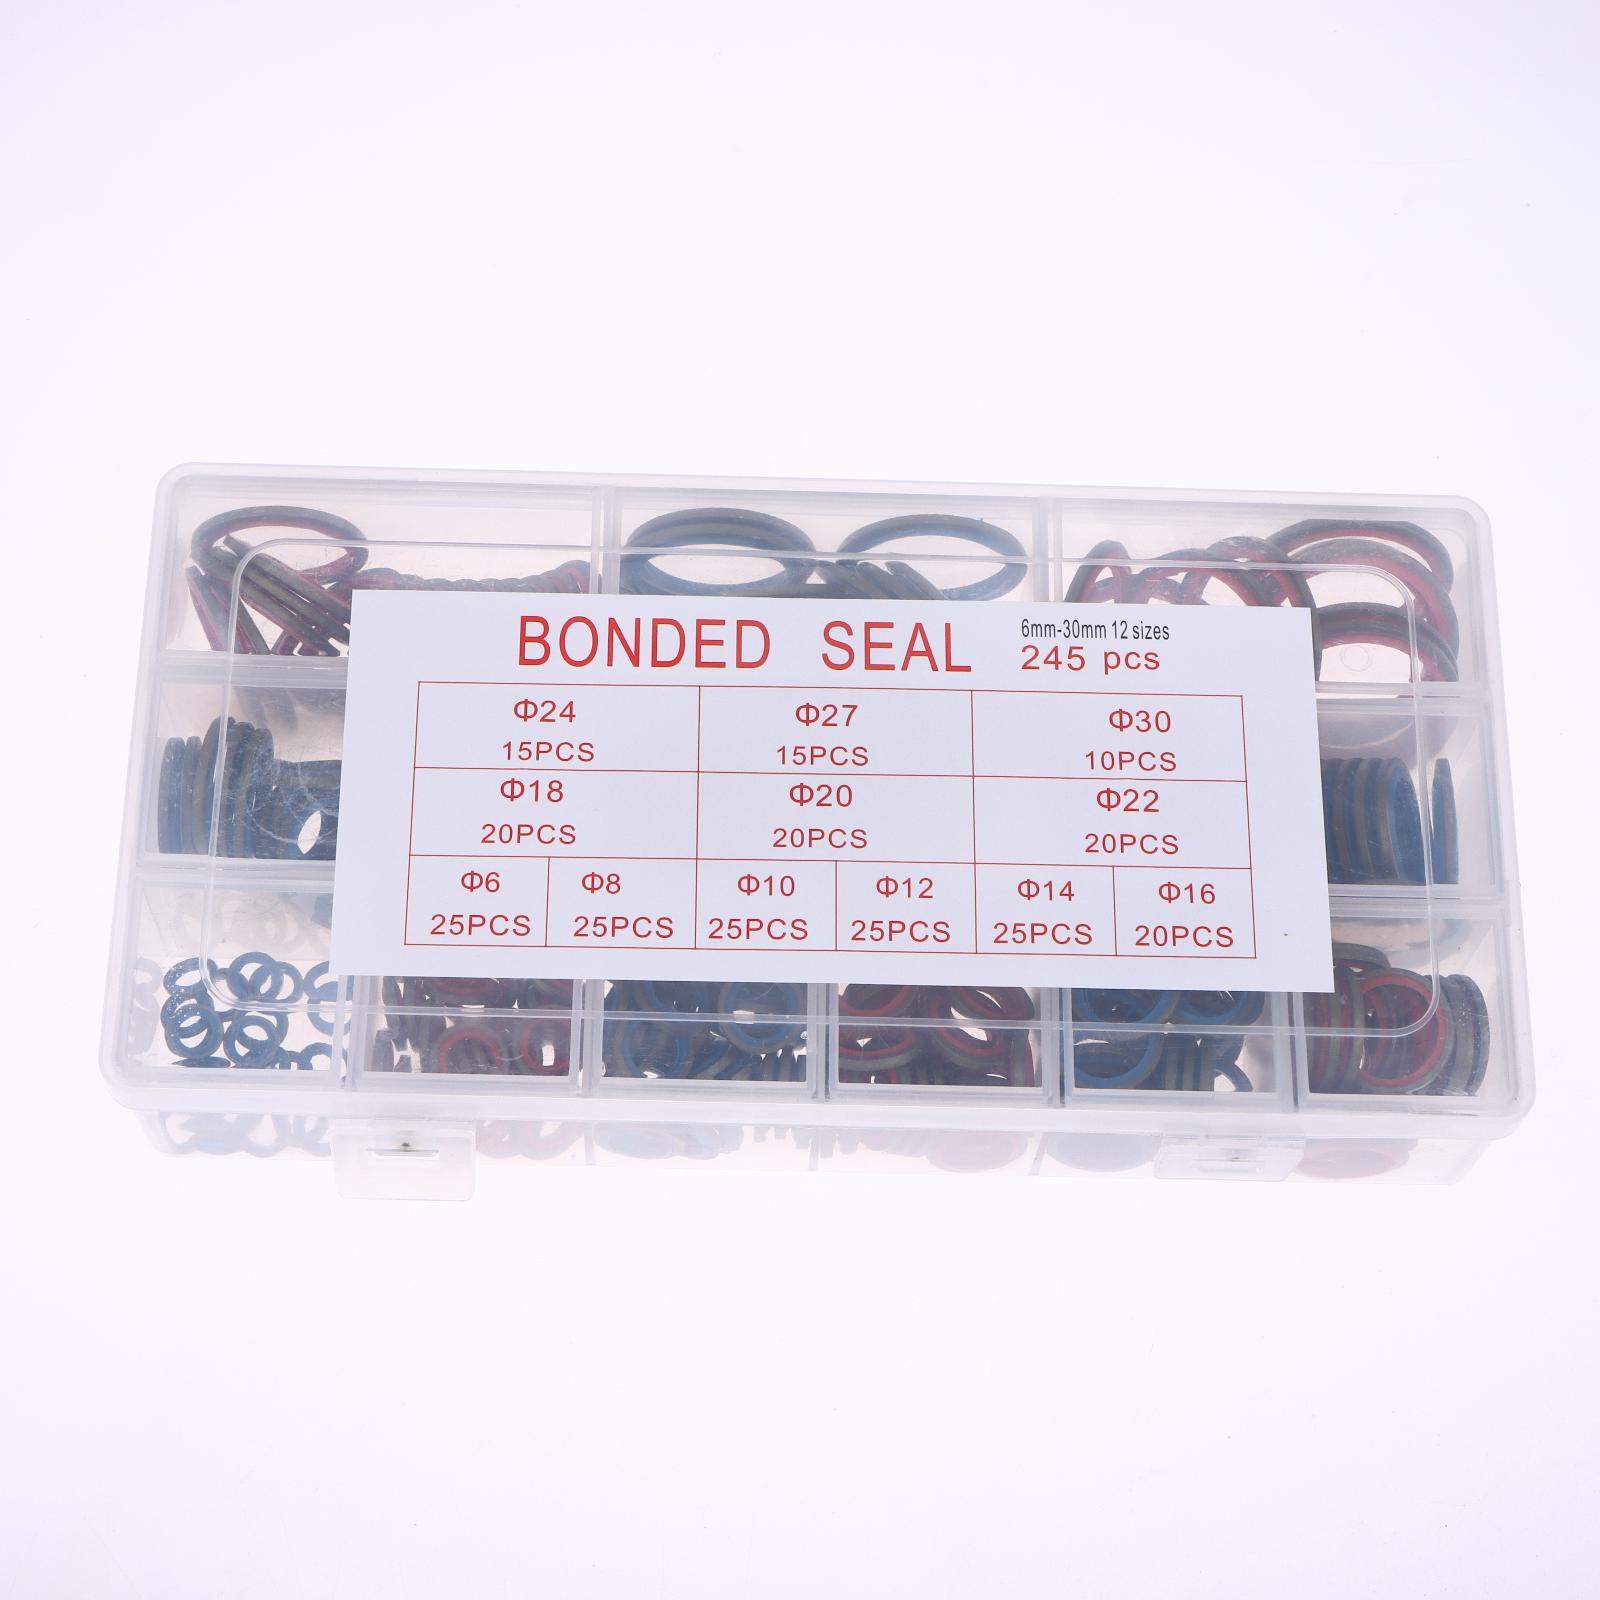 BONDED SEAL 6mm-30mm 12 sizes
245 pcs
Φ24 Φ27 Φ30
15PCS 15PCS 10PCS
Φ18 Φ20 Φ22
20PCS 20PCS 20PCS
Φ6 Φ8 Φ10 Φ12 Φ14 Φ16
25PCS 25PCS 25PCS 25PCS 25PCS 20PCS